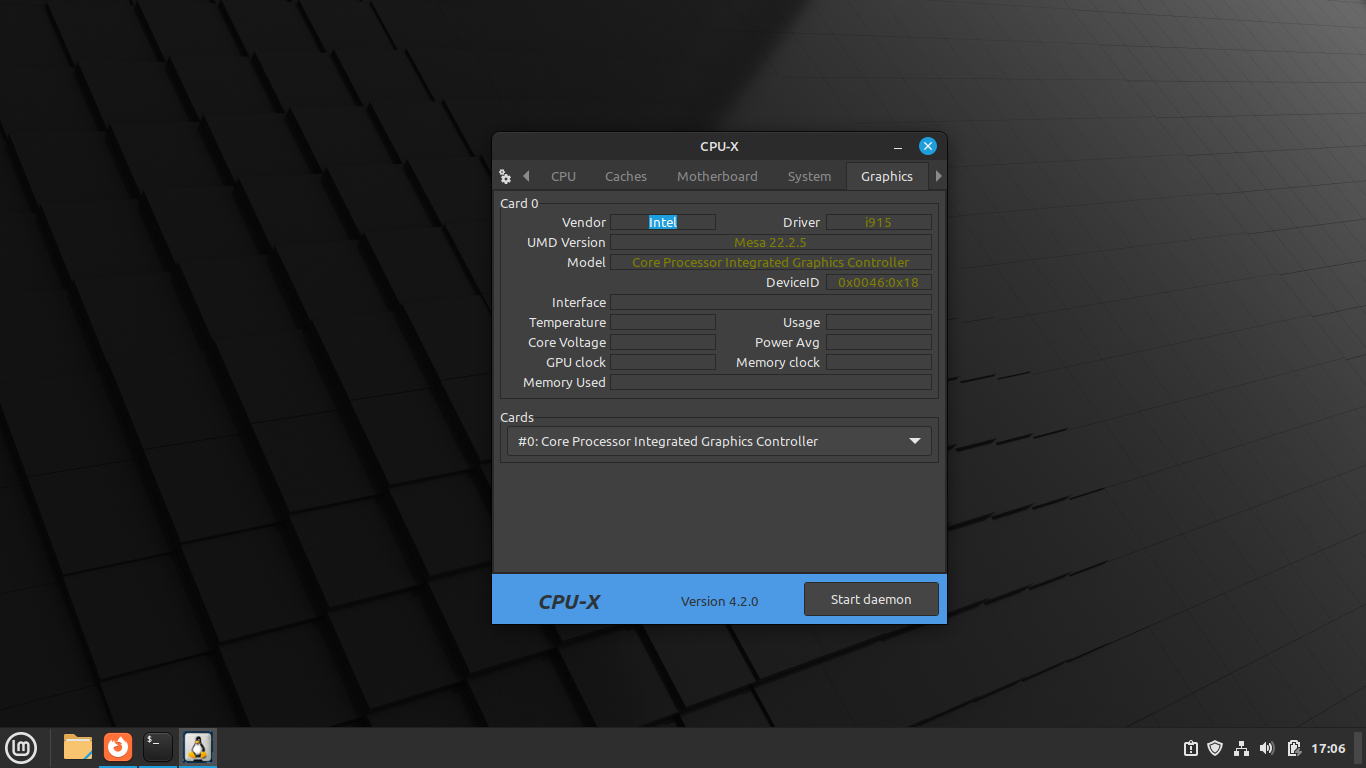 CPU-X
CPU Caches Motherboard System Graphics
Card 0
Vendor Intel Driver i915
UMD Version Mesa 22.2.5
Model Core Processor Integrated Graphics Controller
DeviceID 0x0046:0x18
Interface
Temperature Usage
Core Voltage Power Avg
GPU clock Memory clock
Memory Used
Cards
#0: Core Processor Integrated Graphics Controller
CPU-X Version 4.2.0 Start daemon
lm $_ 17:06